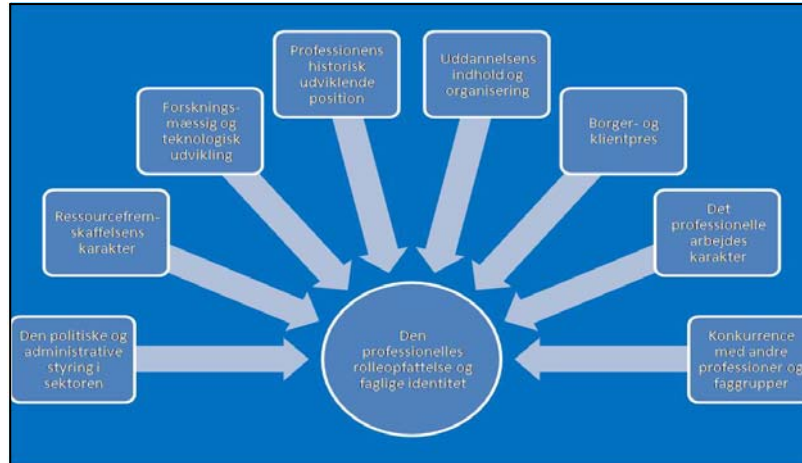 Professionens
historisk
udviklende
position
Uddannelsens
indhold og
organisering
Forsknings-
mæssig og
teknologisk
udvikling
Borger- og
klientpres
Ressourcefrem-
skaffelsens
karakter
Det
professionelle
arbejdes
karakter
Den politiske og
administrative
styring i
sektoren
Den
professionelles
rolleopfattelse og
faglige identitet
Konkurrence
med andre
professioner og
faggrupper